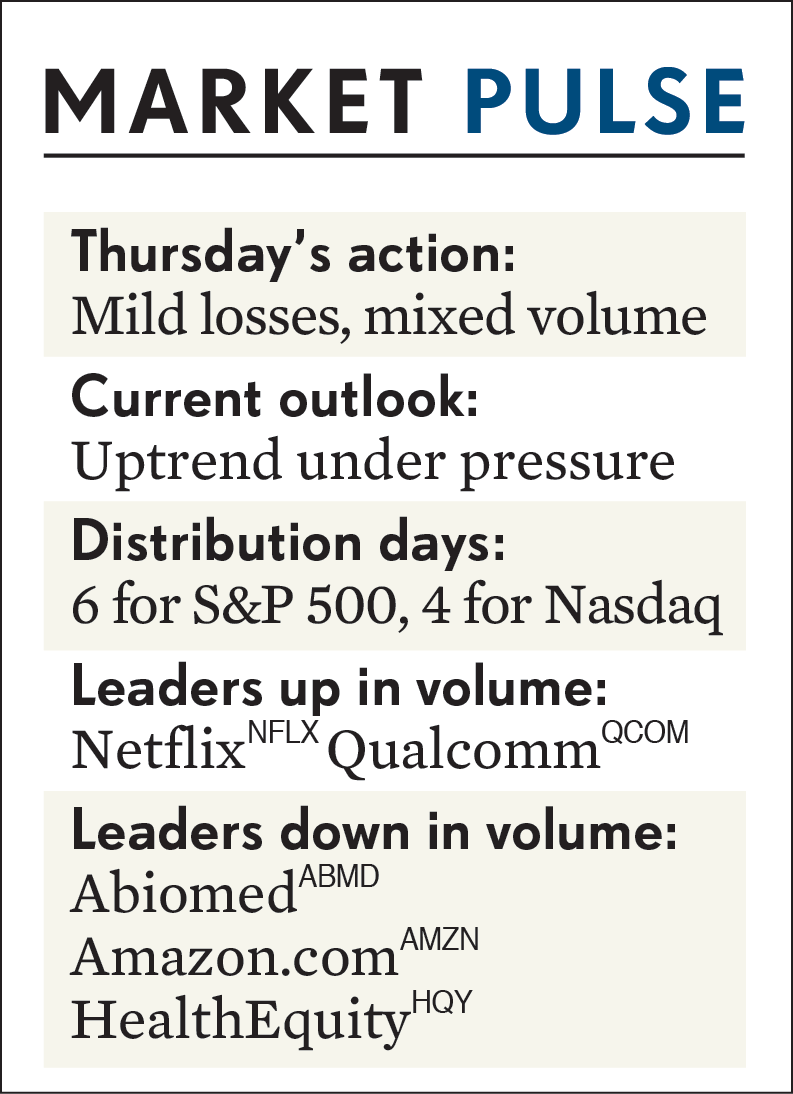 MARKET PULSE
Thursday’s action:
Mild losses, mixed volume
Current outlook:
Uptrend under pressure
Distribution days:
6 for S&P 500, 4 for Nasdaq
Leaders up in volume:
Netflix NFLX Qualcomm QCOM
Leaders down in volume:
Abiomed ABMD
Amazon.com AMZN
HealthEquity HQY